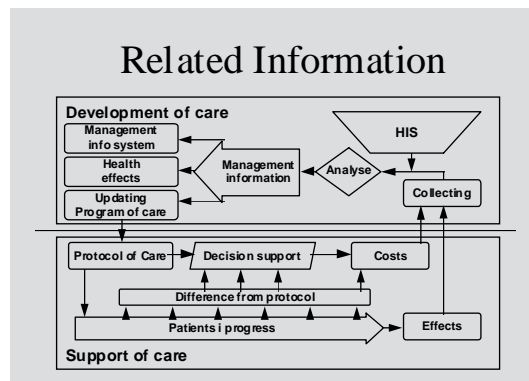 Related Information
Development of care
Management
info system
Health
effects
Updating
Program of care
Management
information
Analyse
HIS
Collecting
Protocol of Care
Decision support
Costs
Difference from protocol
Patients i progress
Effects
Support of care